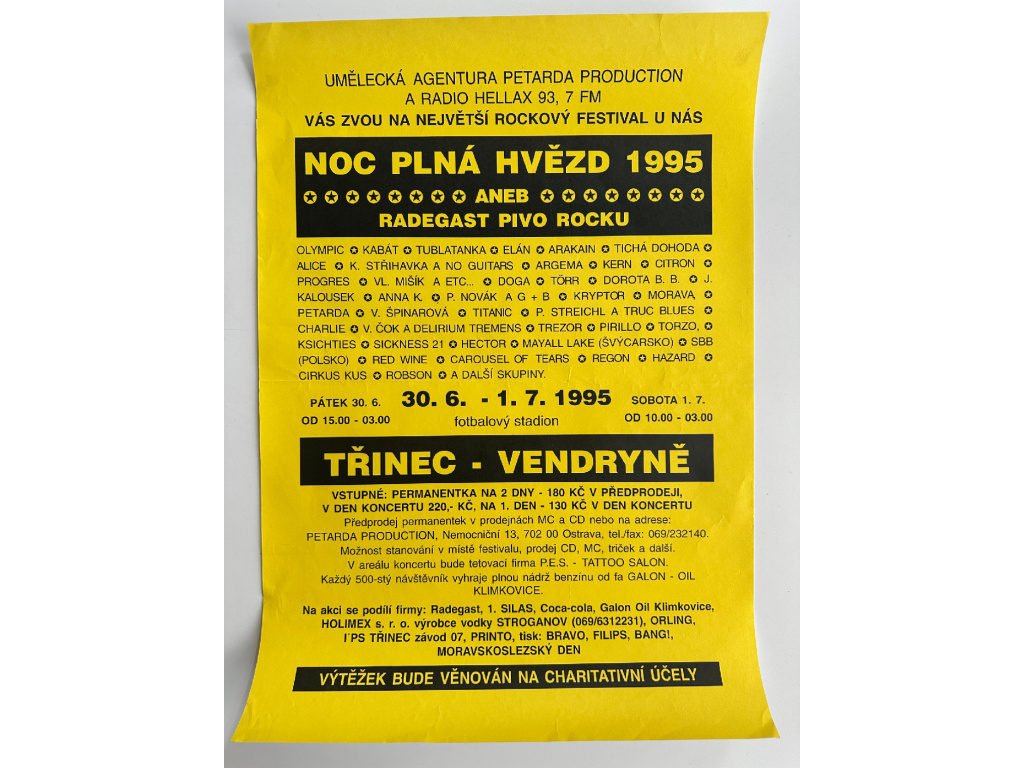 UMĚLECKÁ AGENTURA PETARDA PRODUCTION
A RADIO HELLAX 93, 7 FM
VÁS ZVOU NA NEJVĚTŠÍ ROCKOVÝ FESTIVAL U NÁS
NOC PLNÁ HVĚZD 1995
✪ ✪ ✪ ✪ ✪ ✪ ✪ ✪ ANEB ✪ ✪ ✪ ✪ ✪ ✪ ✪ ✪
RADEGAST PIVO ROCKU
OLYMPIC ✪ KABÁT ✪ TUBLATANKA ✪ ELÁN ✪ ARAKAIN ✪ TICHÁ DOHODA ✪
ALICE ✪ K. STŘIHAVKA A NO GUITARS ✪ ARGEMA ✪ KERN ✪ CITRON ✪
PROGRES ✪ VL. MIŠÍK A ETC... ✪ DOGA ✪ TÖRR ✪ DOROTA B. B. ✪ J.
KALOUSEK ✪ ANNA K. ✪ P. NOVÁK A G + B ✪ KRYPTOR ✪ MORAVA, ✪
PETARDA ✪ V. ŠPINAROVÁ ✪ TITANIC ✪ P. STREICHL A TRUC BLUES ✪
CHARLIE ✪ V. ČOK A DELIRIUM TREMENS ✪ TREZOR ✪ PIRILLO ✪ TORZO,
KSICHTIES ✪ SICKNESS 21 ✪ HECTOR ✪ MAYALL LAKE (ŠVÝCARSKO) ✪ SBB
(POLSKO) ✪ RED WINE ✪ CAROUSEL OF TEARS ✪ REGON ✪ HAZARD ✪
CIRKUS KUS ✪ ROBSON ✪ A DALŠÍ SKUPINY.
PÁTEK 30. 6. 30. 6. - 1. 7. 1995 SOBOTA 1. 7.
OD 15.00 - 03.00 fotbalový stadion OD 10.00 - 03.00
TŘINEC - VENDRYNĚ
VSTUPNÉ: PERMANENTKA NA 2 DNY - 180 KČ V PŘEDPRODEJI,
V DEN KONCERTU 220,- KČ, NA 1. DEN - 130 KČ V DEN KONCERTU
Předprodej permanentek v prodejnách MC a CD nebo na adrese:
PETARDA PRODUCTION, Nemocniční 13, 702 00 Ostrava, tel./fax: 069/232140.
Možnost stanování v místě festivalu, prodej CD, MC, triček a další.
V areálu koncertu bude tetovací firma P.E.S. - TATTOO SALON.
Každý 500-stý návštěvník vyhraje plnou nádrž benzínu od fa GALON - OIL
KLIMKOVICE.
Na akci se podílí firmy: Radegast, 1. SILAS, Coca-cola, Galon Oil Klimkovice,
HOLIMEX s. r. o. výrobce vodky STROGANOV (069/6312231), ORLING,
PS TŘINEC závod 07, PRINTO, tisk: BRAVO, FILIPS, BANG!,
MORAVSKOSLEZSKÝ DEN
VÝTĚŽEK BUDE VĚNOVÁN NA CHARITATIVNÍ ÚČELY